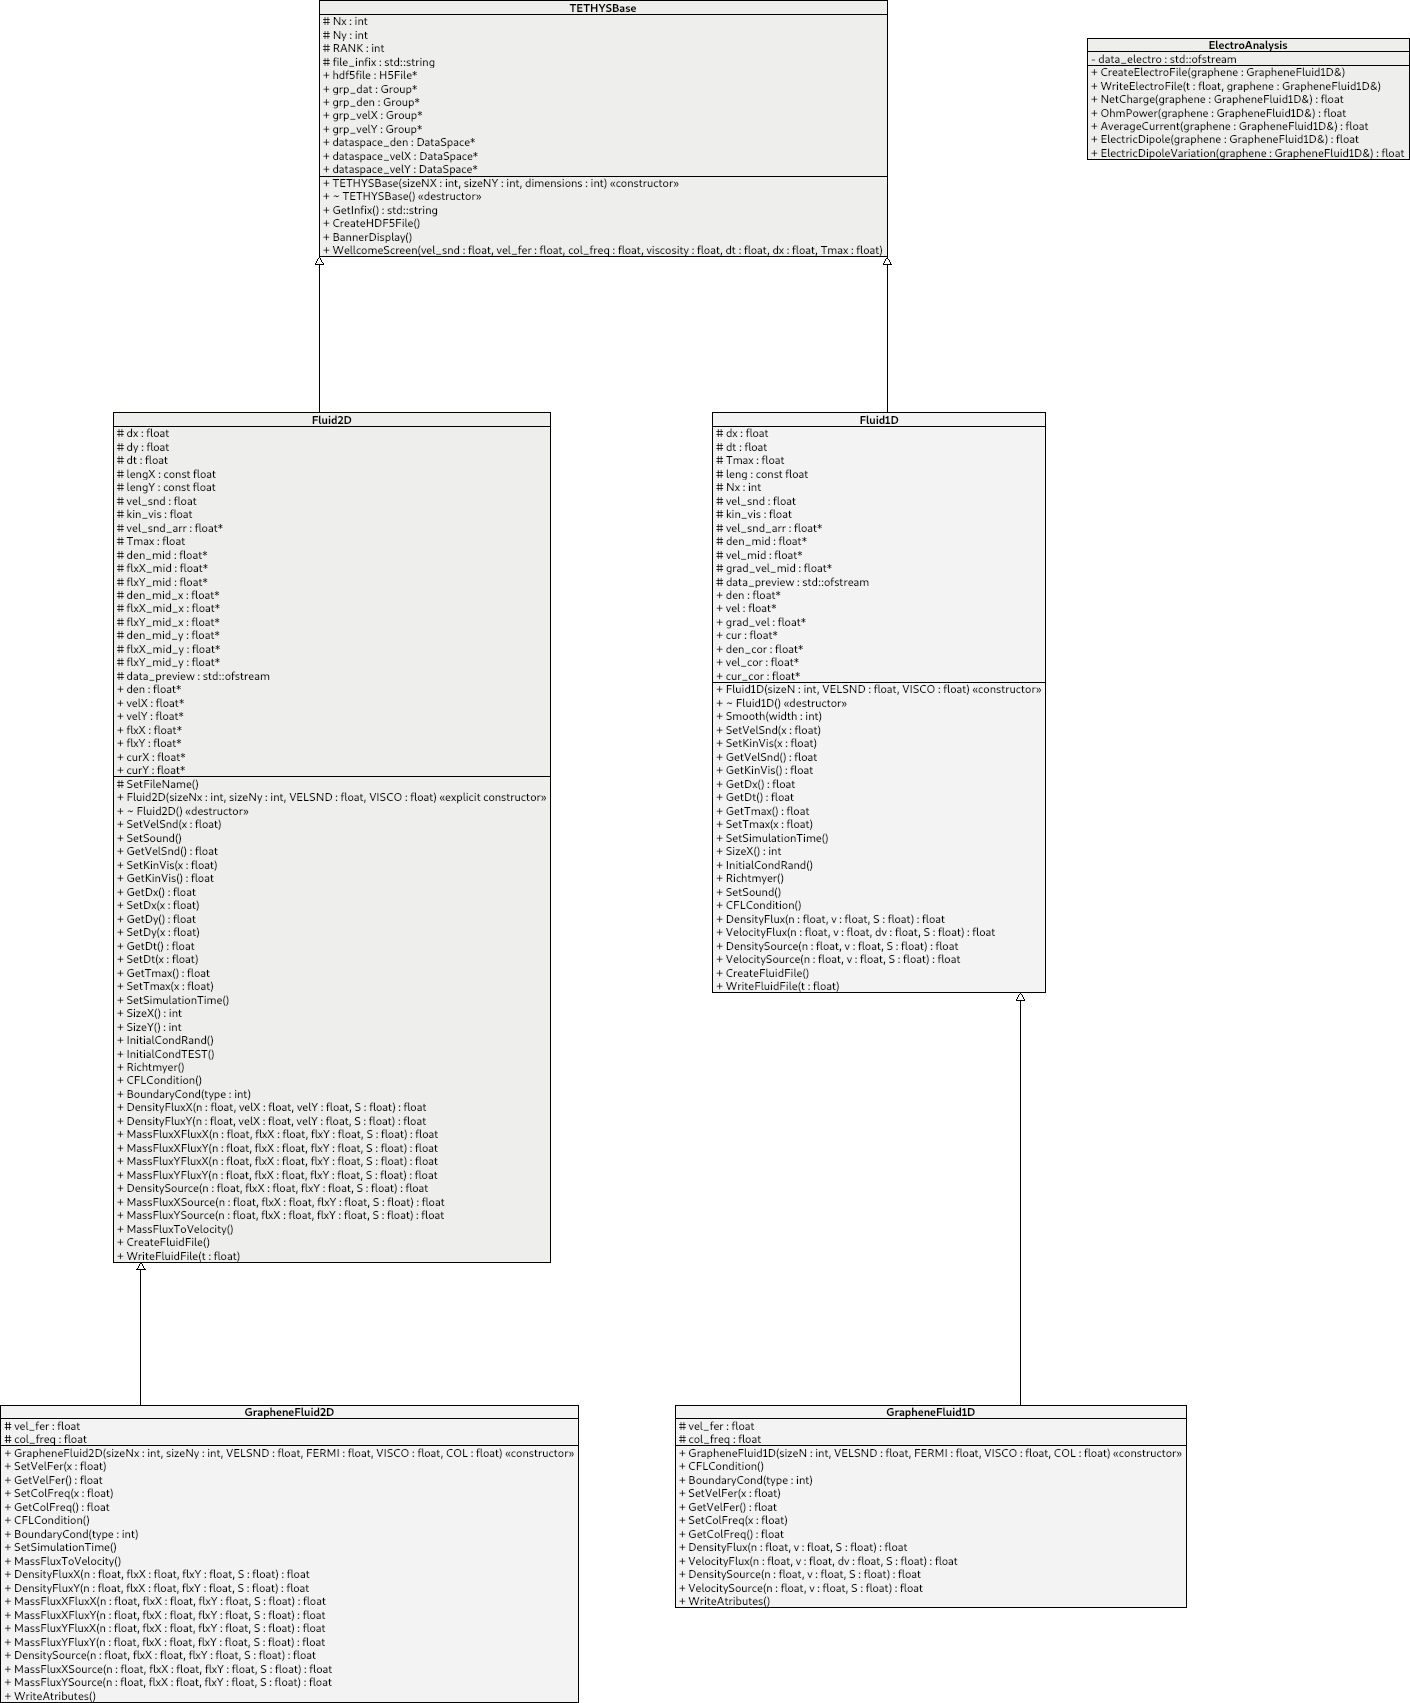 TETHYSBase
# Nx : int
# Ny : int
# RANK : int
# file_infix : std::string
+ hdf5file : H5File*
+ grp_dat : Group*
+ grp_den : Group*
+ grp_velX : Group*
+ grp_velY : Group*
+ dataspace_den : DataSpace*
+ dataspace_velX : DataSpace*
+ dataspace_velY : DataSpace*
+ TETHYSBase(sizeNX : int, sizeNY : int, dimensions : int) «constructor»
+ ~ TETHYSBase() «destructor»
+ GetInfix() : std::string
+ CreateHDF5File()
+ BannerDisplay()
+ WellcomeScreen(vel_snd : float, vel_fer : float, col_freq : float, viscosity : float, dt : float, dx : float, Tmax : float)
ElectroAnalysis
- data_electro : std::ofstream
+ CreateElectroFile(graphene : GrapheneFluid1D&)
+ WriteElectroFile(t : float, graphene : GrapheneFluid1D&)
+ NetCharge(graphene : GrapheneFluid1D&) : float
+ OhmPower(graphene : GrapheneFluid1D&) : float
+ AverageCurrent(graphene : GrapheneFluid1D&) : float
+ ElectricDipole(graphene : GrapheneFluid1D&) : float
+ ElectricDipoleVariation(graphene : GrapheneFluid1D&) : float
Fluid2D
# dx : float
# dy : float
# dt : float
# lengX : const float
# lengY : const float
# vel_snd : float
# kin_vis : float
# vel_snd_arr : float*
# Tmax : float
# den_mid : float*
# flxX_mid : float*
# flxY_mid : float*
# den_mid_x : float*
# flxX_mid_x : float*
# flxY_mid_x : float*
# den_mid_y : float*
# flxX_mid_y : float*
# flxY_mid_y : float*
# data_preview : std::ofstream
+ den : float*
+ velX : float*
+ velY : float*
+ flxX : float*
+ flxY : float*
+ curX : float*
+ curY : float*
# SetFileName()
+ Fluid2D(sizeNx : int, sizeNy : int, VELSND : float, VISCO : float) «explicit constructor»
+ ~ Fluid2D() «destructor»
+ SetVelSnd(x : float)
+ SetSound()
+ GetVelSnd() : float
+ SetKinVis(x : float)
+ GetKinVis() : float
+ GetDx() : float
+ SetDx(x : float)
+ GetDy() : float
+ SetDy(x : float)
+ GetDt() : float
+ SetDt(x : float)
+ GetTmax() : float
+ SetTmax(x : float)
+ SetSimulationTime()
+ SizeX() : int
+ SizeY() : int
+ InitialCondRand()
+ InitialCondTEST()
+ Richtmyer()
+ CFLCondition()
+ BoundaryCond(type : int)
+ DensityFluxX(n : float, velX : float, velY : float, S : float) : float
+ DensityFluxY(n : float, velX : float, velY : float, S : float) : float
+ MassFluxXFluxX(n : float, flxX : float, flxY : float, S : float) : float
+ MassFluxXFluxY(n : float, flxX : float, flxY : float, S : float) : float
+ MassFluxYFluxX(n : float, flxX : float, flxY : float, S : float) : float
+ MassFluxYFluxY(n : float, flxX : float, flxY : float, S : float) : float
+ DensitySource(n : float, flxX : float, flxY : float, S : float) : float
+ MassFluxXSource(n : float, flxX : float, flxY : float, S : float) : float
+ MassFluxYSource(n : float, flxX : float, flxY : float, S : float) : float
+ MassFluxToVelocity()
+ CreateFluidFile()
+ WriteFluidFile(t : float)
Fluid1D
# dx : float
# dt : float
# Tmax : float
# leng : const float
# Nx : int
# vel_snd : float
# kin_vis : float
# vel_snd_arr : float*
# den_mid : float*
# vel_mid : float*
# grad_vel_mid : float*
# data_preview : std::ofstream
+ den : float*
+ vel : float*
+ grad_vel : float*
+ cur : float*
+ den_cor : float*
+ vel_cor : float*
+ cur_cor : float*
+ Fluid1D(sizeN : int, VELSND : float, VISCO : float) «constructor»
+ ~ Fluid1D() «destructor»
+ Smooth(width : int)
+ SetVelSnd(x : float)
+ SetKinVis(x : float)
+ GetVelSnd() : float
+ GetKinVis() : float
+ GetDx() : float
+ GetDt() : float
+ GetTmax() : float
+ SetTmax(x : float)
+ SetSimulationTime()
+ SizeX() : int
+ InitialCondRand()
+ Richtmyer()
+ SetSound()
+ CFLCondition()
+ DensityFlux(n : float, v : float, S : float) : float
+ VelocityFlux(n : float, v : float, dv : float, S : float) : float
+ DensitySource(n : float, v : float, S : float) : float
+ VelocitySource(n : float, v : float, S : float) : float
+ CreateFluidFile()
+ WriteFluidFile(t : float)
GrapheneFluid2D
# vel_fer : float
# col_freq : float
+ GrapheneFluid2D(sizeNx : int, sizeNy : int, VELSND : float, FERMI : float, VISCO : float, COL : float) «constructor»
+ SetVelFer(x : float)
+ GetVelFer() : float
+ SetColFreq(x : float)
+ GetColFreq() : float
+ CFLCondition()
+ BoundaryCond(type : int)
+ SetSimulationTime()
+ MassFluxToVelocity()
+ DensityFluxX(n : float, flxX : float, flxY : float, S : float) : float
+ DensityFluxY(n : float, flxX : float, flxY : float, S : float) : float
+ MassFluxXFluxX(n : float, flxX : float, flxY : float, S : float) : float
+ MassFluxXFluxY(n : float, flxX : float, flxY : float, S : float) : float
+ MassFluxYFluxX(n : float, flxX : float, flxY : float, S : float) : float
+ MassFluxYFluxY(n : float, flxX : float, flxY : float, S : float) : float
+ DensitySource(n : float, flxX : float, flxY : float, S : float) : float
+ MassFluxXSource(n : float, flxX : float, flxY : float, S : float) : float
+ MassFluxYSource(n : float, flxX : float, flxY : float, S : float) : float
+ WriteAtributes()
GrapheneFluid1D
# vel_fer : float
# col_freq : float
+ GrapheneFluid1D(sizeN : int, VELSND : float, FERMI : float, VISCO : float, COL : float) «constructor»
+ CFLCondition()
+ BoundaryCond(type : int)
+ SetVelFer(x : float)
+ GetVelFer() : float
+ SetColFreq(x : float)
+ GetColFreq() : float
+ DensityFlux(n : float, v : float, S : float) : float
+ VelocityFlux(n : float, v : float, dv : float, S : float) : float
+ DensitySource(n : float, v : float, S : float) : float
+ VelocitySource(n : float, v : float, S : float) : float
+ WriteAtributes()